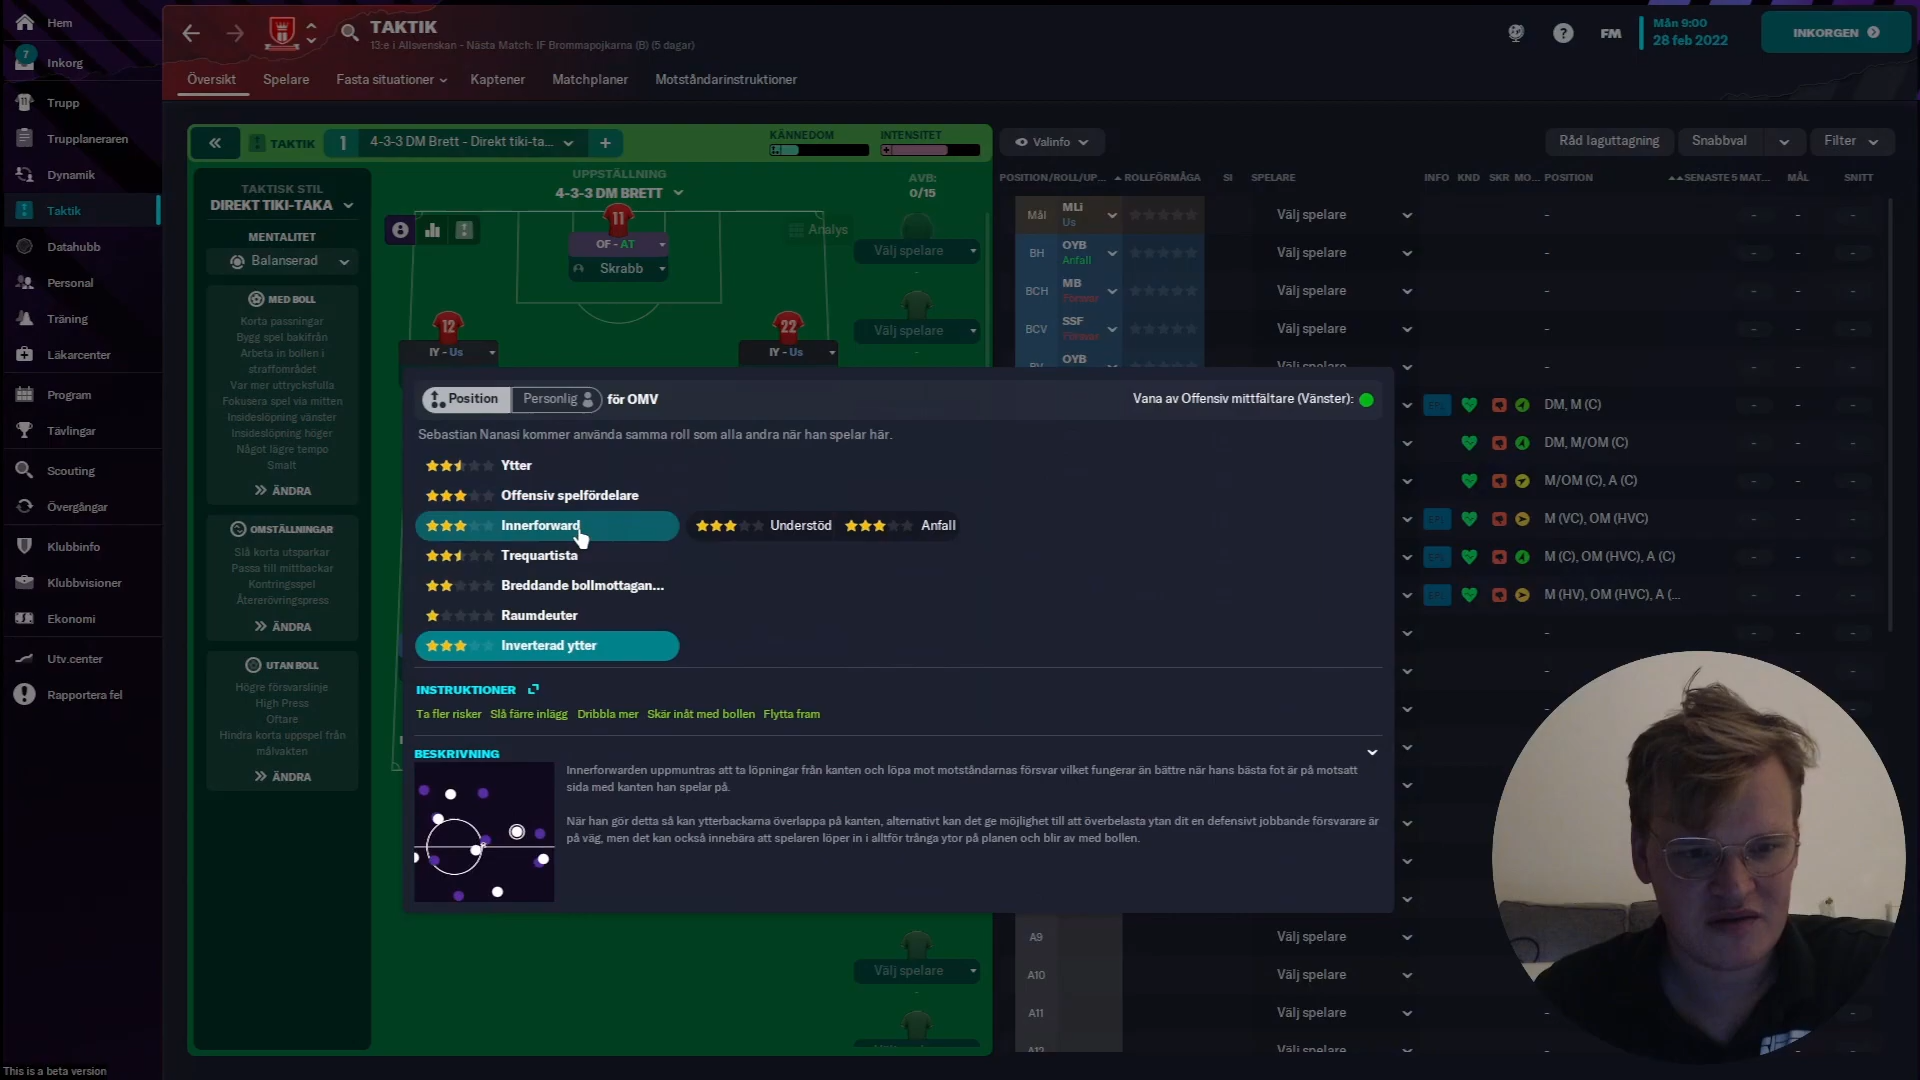 Hem
7
Inkorg
Trupp
Trupplaneraren
Dynamik
Taktik
Datahubb
Personal
Träning
Läkarcenter
Program
Tävlingar
Scouting
Övergångar
Klubbinfo
Klubbvisioner
Ekonomi
Utv.center
Rapportera fel
This is a beta version
TAKTIK
13:e i Allsvenskan - Nästa Match: IF Brommapojkarna (B) (5 dagar)
FM
Mån 9:00
28 feb 2022
INKORGEN
Översikt Spelare Fasta situationer Kaptener Matchplaner Motståndarinstruktioner
TAKTIK 1 4-3-3 DM Brett - Direkt tiki-ta...
KÄNNEDOM INTENSITET
TAKTISK STIL
DIREKT TIKI-TAKA
MENTALITET
Balanserad
MED BOLL
Korta passningar
Bygg spel bakifrån
Arbeta in bollen i
straffområdet
Var mer uttrycksfulla
Fokusera spel via mitten
Insideslöpning vänster
Insideslöpning höger
Något lägre tempo
Smalt
ÄNDRA
OMSTÄLLNINGAR
Slå korta utsparkar
Passa till mittbackar
Kontringsspel
Återerövringspress
ÄNDRA
UTAN BOLL
Högre försvarslinje
High Press
Oftare
Hindra korta uppspel från
målvakten
ÄNDRA
UPPSTÄLLNING
4-3-3 DM BRETT
AVB:
0/15
Analys
11
OF - AT
Skrabb
12
IY - Us
22
IY - Us
Välj spelare
-
Välj spelare
-
Välj spelare
-
Valinfo
Råd laguttagning Snabbval Filter
POSITION/ROLL/UP... ROLLFÖRMÅGA SI SPELARE INFO KND SKR MO... POSITION SENASTE 5 MAT... MÅL SNITT
Mål MLi Us Välj spelare - - - -
BH OYB Anfall Välj spelare - - - -
BCH MB Välj spelare - - - -
BCV SSF Välj spelare - - - -
OYB
DM, M (C) - - -
DM, M/OM (C) - - -
M/OM (C), A (C) - - -
M (VC), OM (HVC) - - -
M (C), OM (HVC), A (C) - - -
M (HV), OM (HVC), A (... - - -
A9 Välj spelare
A10 Välj spelare
A11 Välj spelare
Position Personlig för OMV
Vana av Offensiv mittfältare (Vänster):
Sebastian Nanasi kommer använda samma roll som alla andra när han spelar här.
Ytter
Offensiv spelfördelare
Innerforward Understöd Anfall
Trequartista
Breddande bollmottagan...
Raumdeuter
Inverterad ytter
INSTRUKTIONER
Ta fler risker Slå färre inlägg Dribbla mer Skär inåt med bollen Flytta fram
BESKRIVNING
Innerforwarden uppmuntras att ta löpningar från kanten och löpa mot motståndarnas försvar vilket fungerar än bättre när hans bästa fot är på motsatt
sida med kanten han spelar på.
När han gör detta så kan ytterbackarna överlappa på kanten, alternativt kan det ge möjlighet till att överbelasta ytan dit en defensivt jobbande försvarare är
på väg, men det kan också innebära att spelaren löper in i alltför trånga ytor på planen och blir av med bollen.